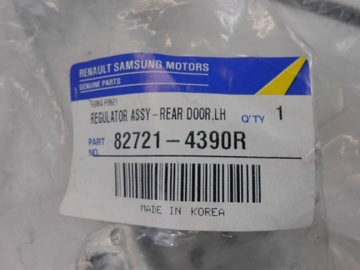 RENAULT SAMSUNG MOTORS
GENUINE PARTS
REGULATOR ASSY-REAR DOOR,LH Q'TY 1
PART NO. 82721-4390R
MADE IN KOREA